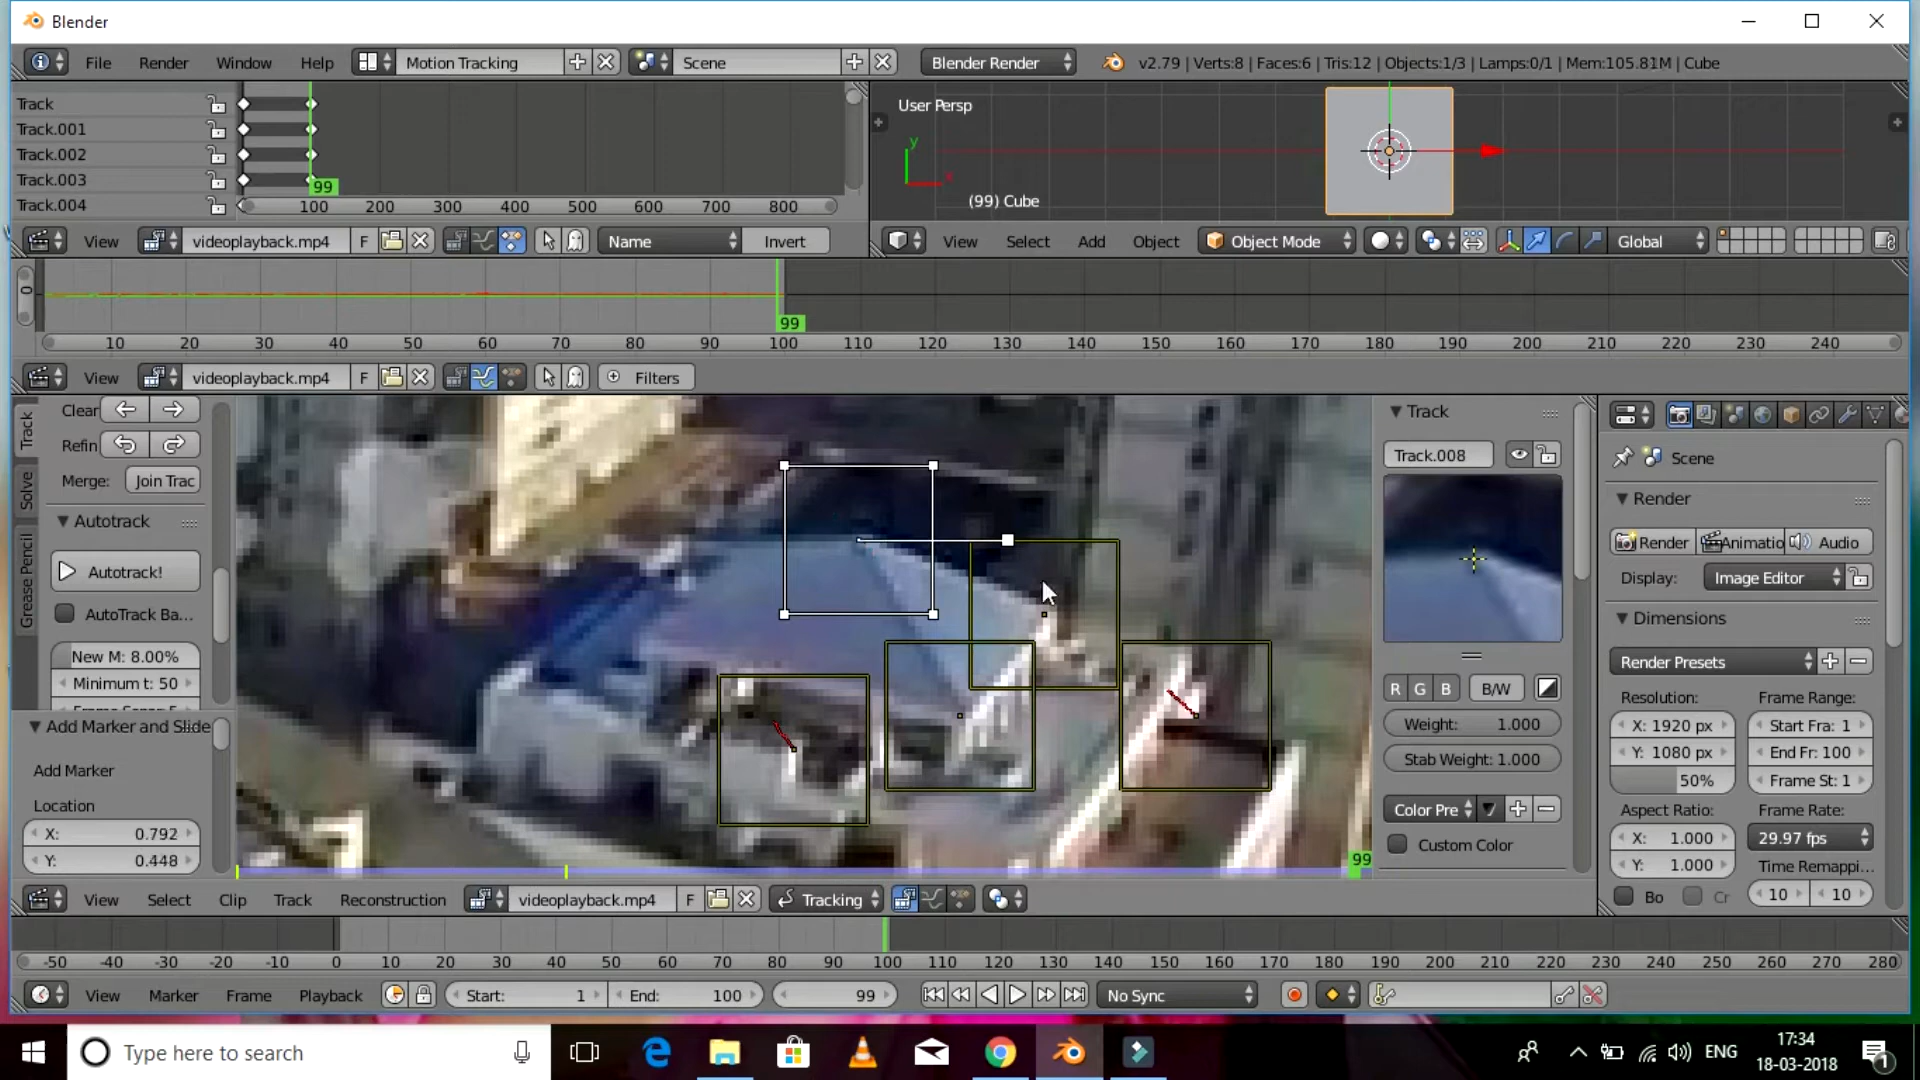 Blender
File Render Window Help Motion Tracking Scene Blender Render v2.79 | Verts:8 | Faces:6 | Tris:12 | Objects:1/3 | Lamps:0/1 | Mem:105.81M | Cube
Track
Track.001
Track.002
Track.003
Track.004
99
100 200 300 400 500 600 700 800
User Persp
y
x
(99) Cube
View videoplayback.mp4 F Name Invert
View Select Add Object Object Mode Global
0
99
10 20 30 40 50 60 70 80 90 100 110 120 130 140 150 160 170 180 190 200 210 220 230 240
View videoplayback.mp4 F Filters
Track
Solve
Grease Pencil
Clear
Refin
Merge: Join Trac
Autotrack
Autotrack!
AutoTrack Ba...
New M: 8.00%
Minimum t: 50
Add Marker and Slide
Add Marker
Location
X: 0.792
Y: 0.448
99
Track
Track.008
R G B B/W
Weight: 1.000
Stab Weight: 1.000
Color Pre
Custom Color
Scene
Render
Render Animatio Audio
Display: Image Editor
Dimensions
Render Presets
Resolution: Frame Range:
X: 1920 px Start Fra: 1
Y: 1080 px End Fr: 100
50% Frame St: 1
Aspect Ratio: Frame Rate:
X: 1.000 29.97 fps
Y: 1.000 Time Remappi...
Bo Cr 10 10
View Select Clip Track Reconstruction videoplayback.mp4 F Tracking
-50 -40 -30 -20 -10 0 10 20 30 40 50 60 70 80 90 100 110 120 130 140 150 160 170 180 190 200 210 220 230 240 250 260 270 280
View Marker Frame Playback Start: 1 End: 100 99 No Sync
Type here to search
ENG
17:34
18-03-2018
1